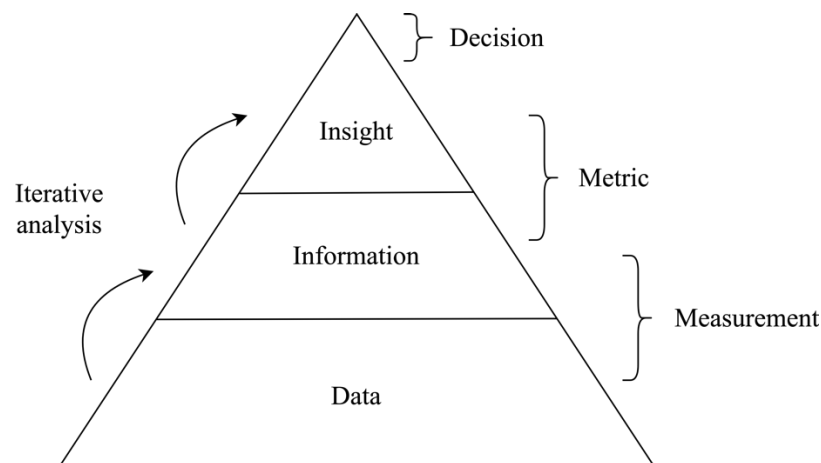 Decision
Insight
Metric
Iterative
analysis
Information
Measurement
Data